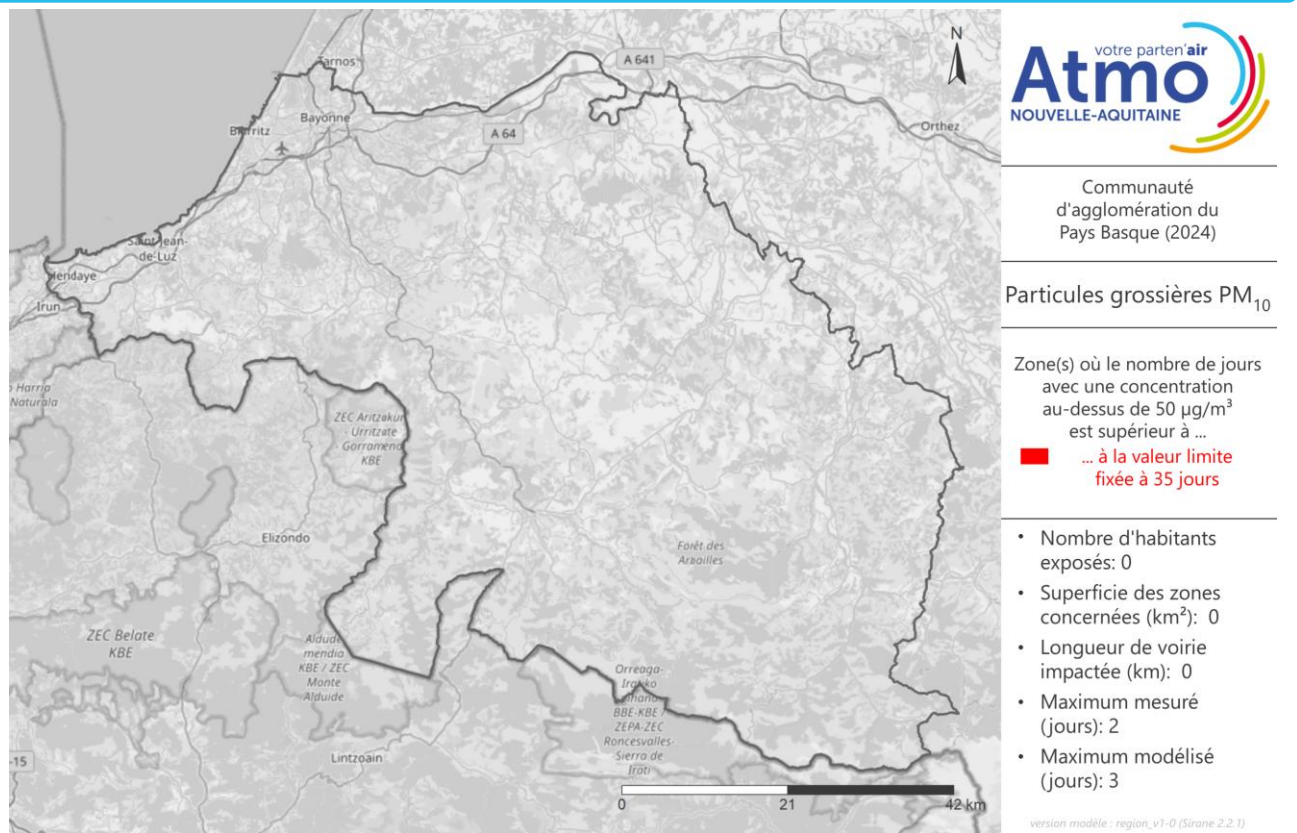 Tarnos
A 641
N
Bayonne
Biarritz
A 64
Orthez
Saint-Jean-
de-Luz
Hendaye
Irun
o Harria
Naturala
ZEC Aritzakun
- Urritzate
- Gorramendi
KBE
Elizondo
Forêt des
Arbailles
ZEC Belate
KBE
Aldude
mendia
KBE / ZEC
Monte
Alduide
Orreaga-
BBE-KBE /
ZEPA-ZEC
Roncesvalles-
Sierra de
Irati
Lintzoain
-15
0
21
42 km
votre parten'air
Atmo
NOUVELLE-AQUITAINE
Communauté
d'agglomération du
Pays Basque (2024)
Particules grossières PM10
Zone(s) où le nombre de jours
avec une concentration
au-dessus de 50 µg/m³
est supérieur à ...
... à la valeur limite
fixée à 35 jours
• Nombre d'habitants
exposés: 0
• Superficie des zones
concernées (km²): 0
• Longueur de voirie
impactée (km): 0
• Maximum mesuré
(jours): 2
• Maximum modélisé
(jours): 3
version modèle : region_v1-0 (Sirane 2.2.1)